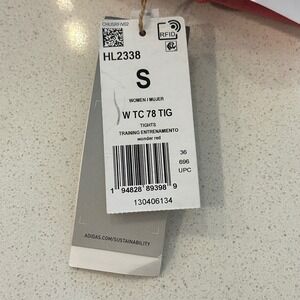 RFID
HL2338
S
WOMEN / MUJER
W TC 78 TIG
TIGHTS
TRAINING ENTRENAMENTO
wonder red
36
696
UPC
1 94828 89398 9
130406134
ADIDAS.COM/SUSTAINABILITY